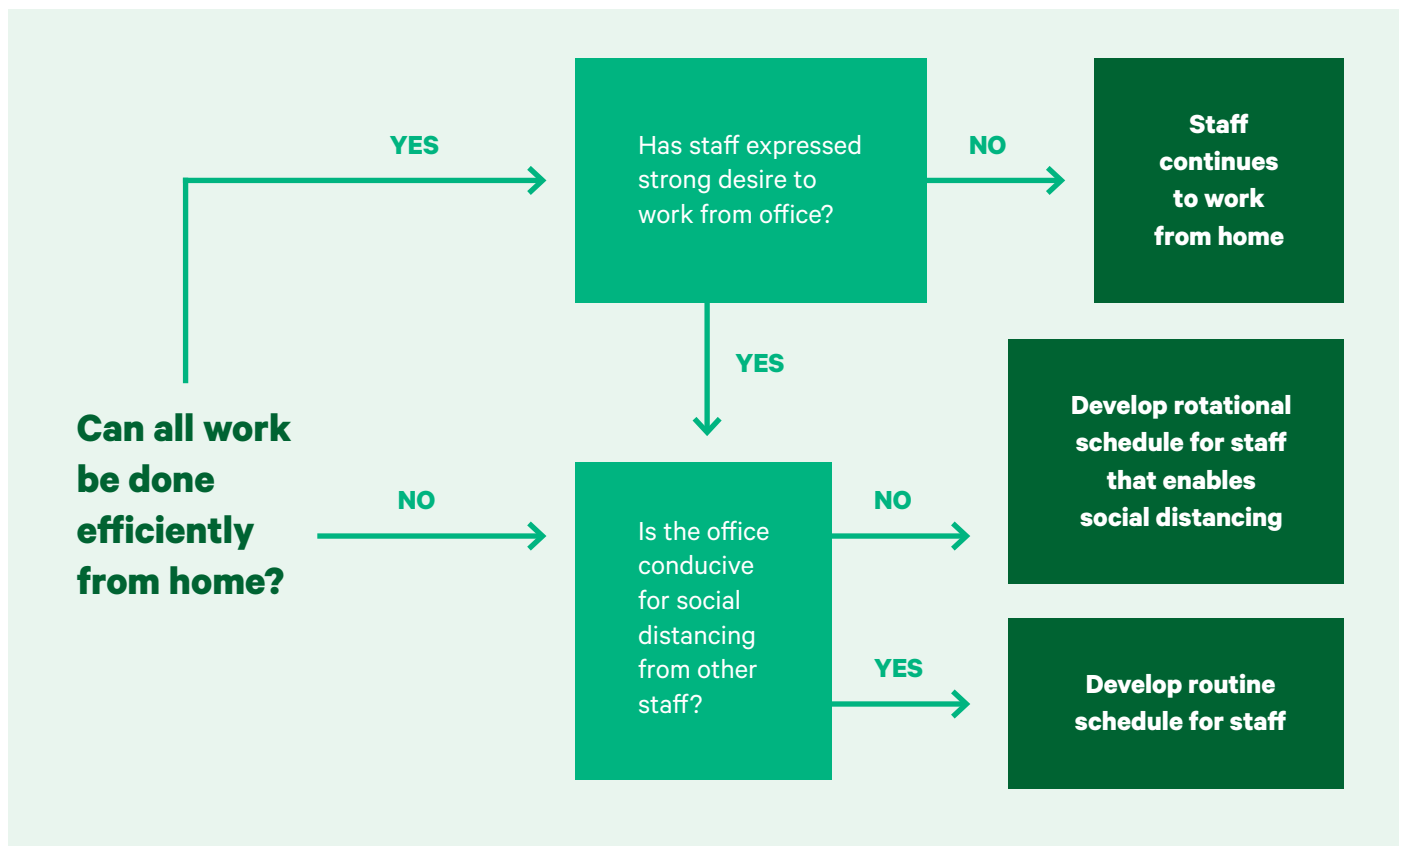 YES
Has staff expressed
strong desire to
work from office?
NO
Staff
continues
to work
from home
YES
Can all work
be done
efficiently
from home?
NO
Is the office
conducive
for social
distancing
from other
staff?
NO
Develop rotational
schedule for staff
that enables
social distancing
YES
Develop routine
schedule for staff